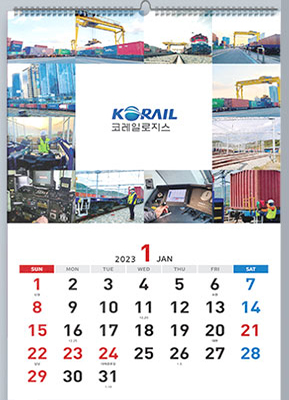 KORAIL
코레일로지스
2023 1 JAN
SUN MON TUE WED THU FRI SAT
1 2 3 4 5 6 7
8 9 10 11 12 13 14
15 16 17 18 19 20 21
22 23 24 25 26 27 28
29 30 31